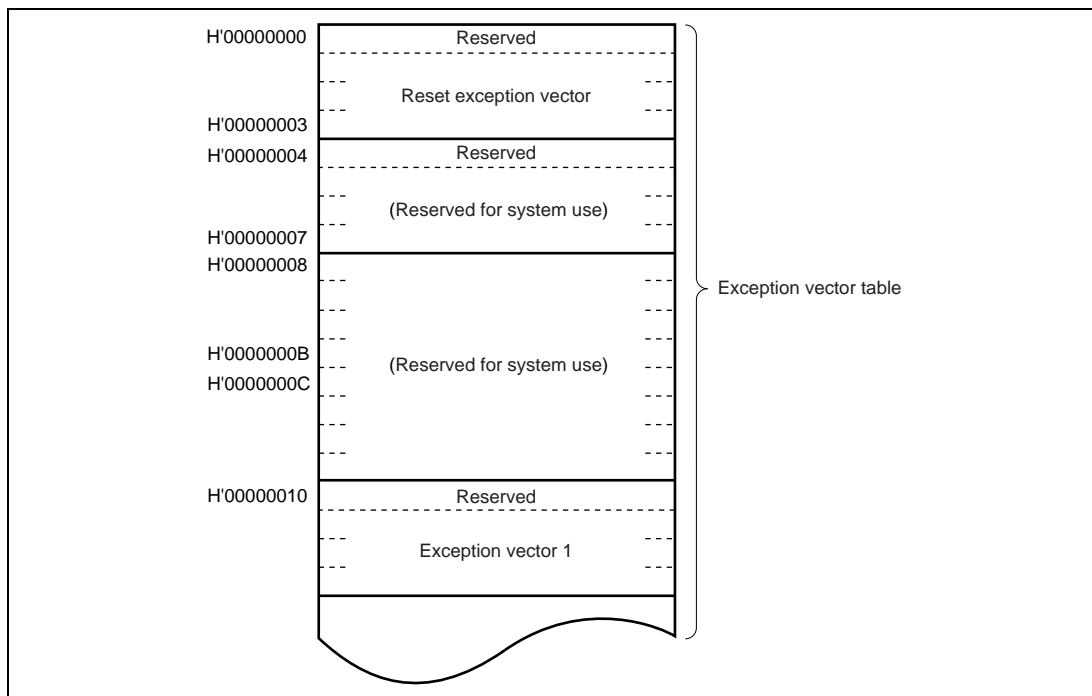 H'00000000
Reserved
Reset exception vector
H'00000003
H'00000004
Reserved
(Reserved for system use)
H'00000007
H'00000008
Exception vector table
H'0000000B
(Reserved for system use)
H'0000000C
H'00000010
Reserved
Exception vector 1